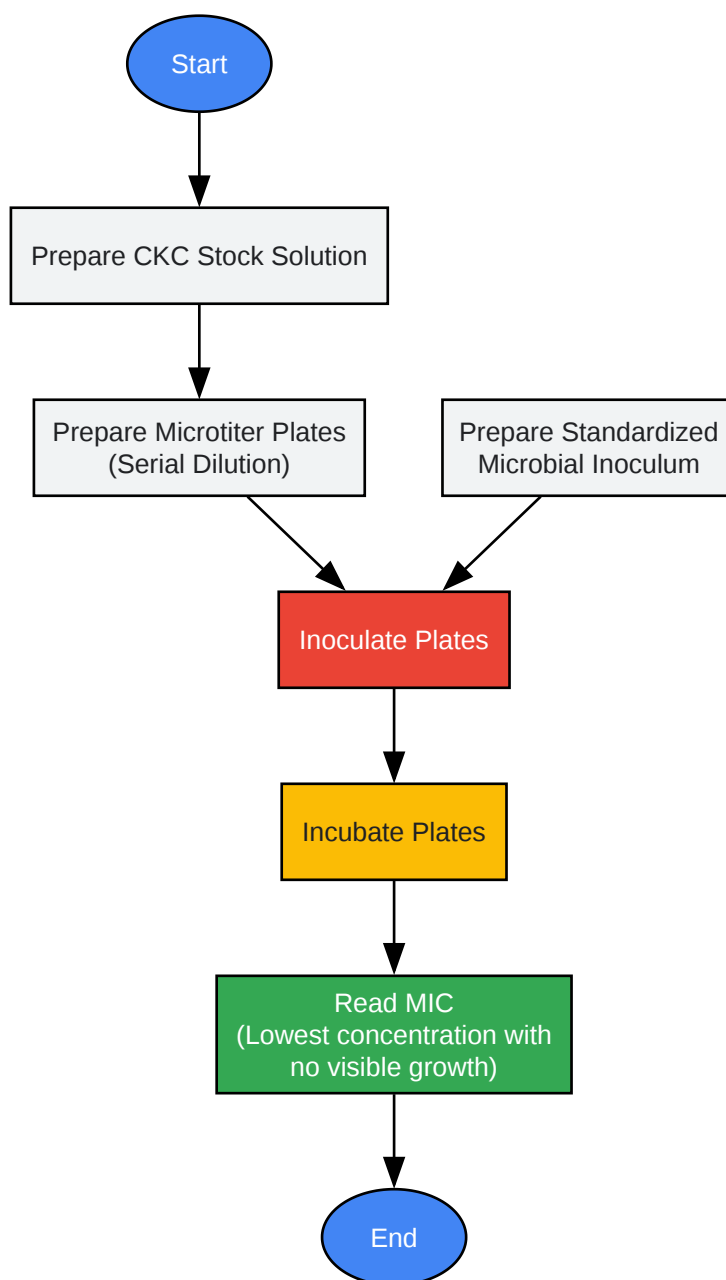 Start
Prepare CKC Stock Solution
Prepare Microtiter Plates
(Serial Dilution)
Prepare Standardized
Microbial Inoculum
Inoculate Plates
Incubate Plates
Read MIC
(Lowest concentration with
no visible growth)
End